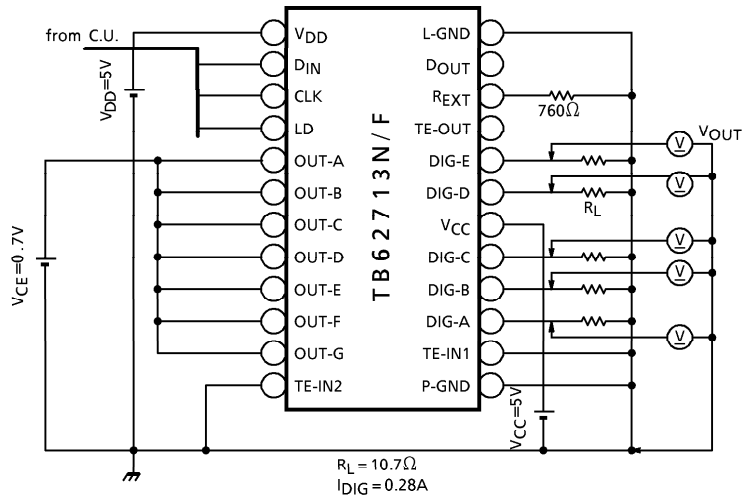 from C.U.
VDD=5V
VCE=0.7V
VDD
DIN
CLK
LD
OUT-A
OUT-B
OUT-C
OUT-D
OUT-E
OUT-F
OUT-G
TE-IN2
TB62713N/F
L-GND
DOUT
REXT
TE-OUT
DIG-E
DIG-D
VCC
DIG-C
DIG-B
DIG-A
TE-IN1
P-GND
760Ω
VOUT
V
V
RL
V
V
V
VCC=5V
RL = 10.7Ω
IDIG = 0.28A